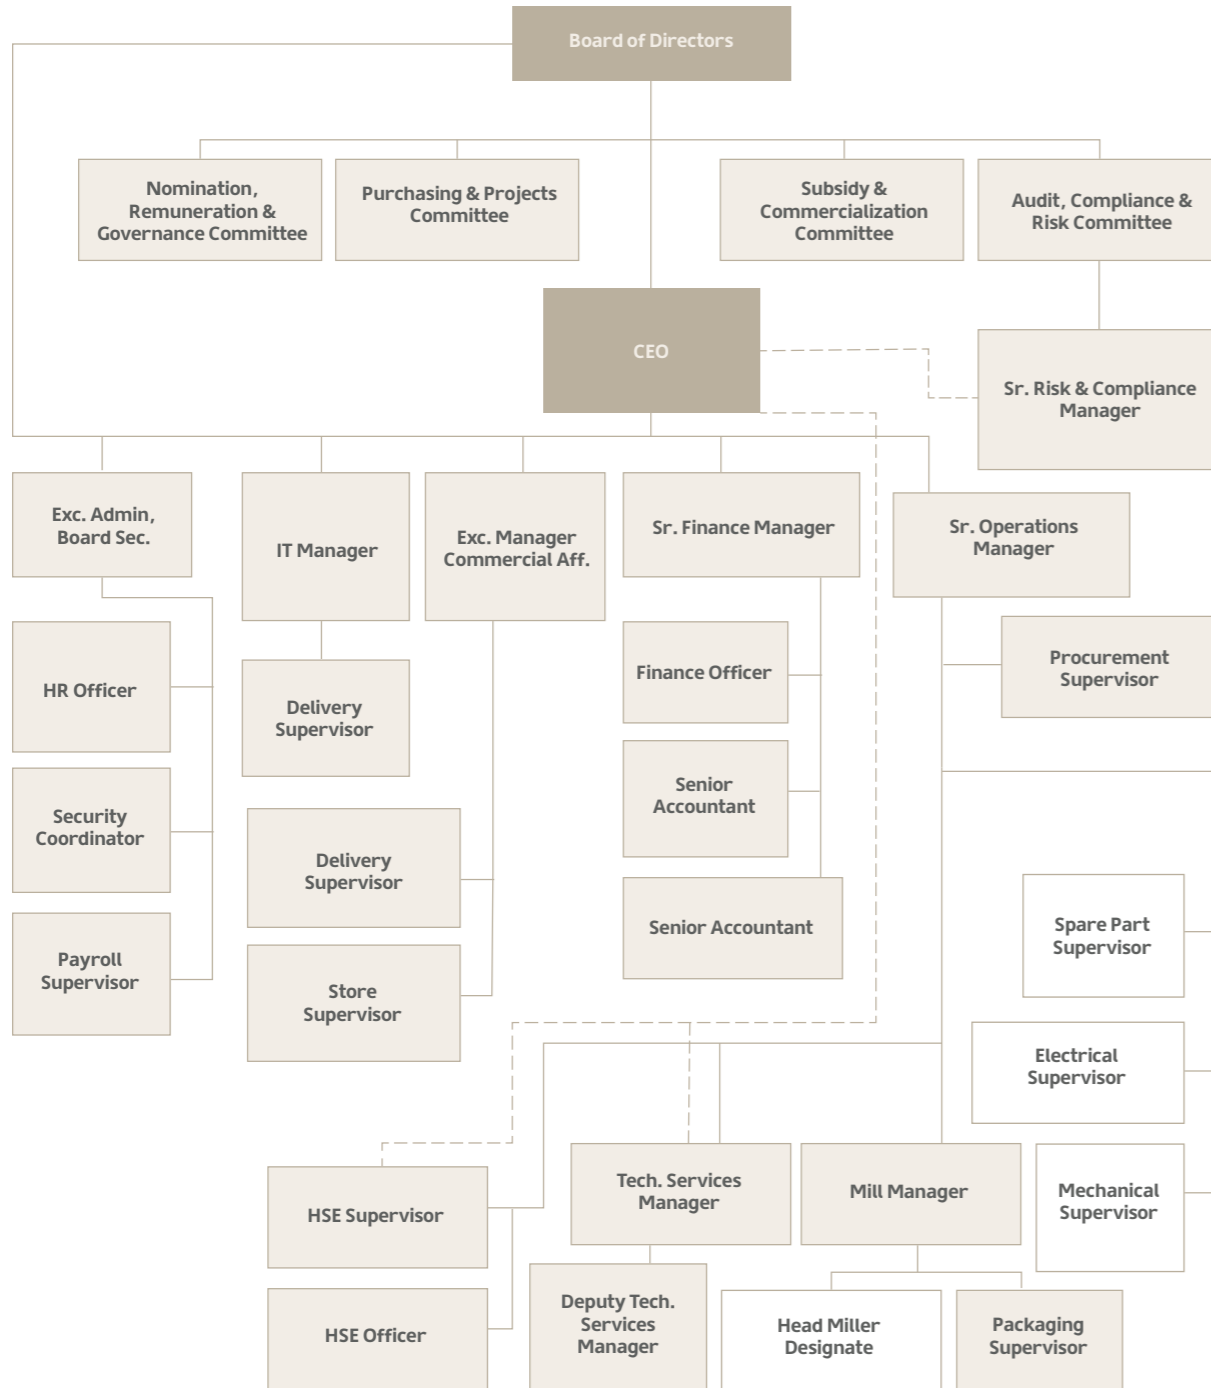 Board of Directors
Nomination,
Remuneration &
Governance Committee
Purchasing & Projects
Committee
Subsidy &
Commercialization
Committee
Audit, Compliance &
Risk Committee
CEO
Sr. Risk & Compliance
Manager
Exc. Admin,
Board Sec.
IT Manager
Exc. Manager
Commercial Aff.
Sr. Finance Manager
Sr. Operations
Manager
HR Officer
Delivery
Supervisor
Finance Officer
Procurement
Supervisor
Security
Coordinator
Delivery
Supervisor
Senior
Accountant
Payroll
Supervisor
Store
Supervisor
Senior Accountant
Spare Part
Supervisor
Electrical
Supervisor
HSE Supervisor
Tech. Services
Manager
Mill Manager
Mechanical
Supervisor
HSE Officer
Deputy Tech.
Services
Manager
Head Miller
Designate
Packaging
Supervisor